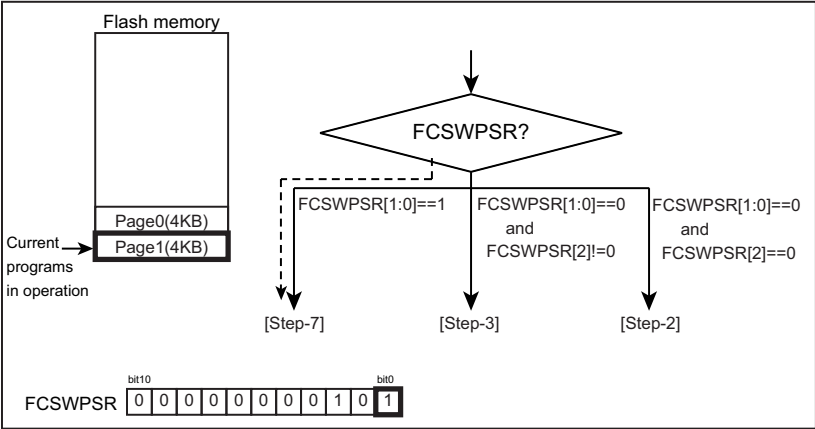 Flash memory
Page0(4KB)
Page1(4KB)
Current
programs
in operation
FCSWPSR?
FCSWPSR[1:0]==1
FCSWPSR[1:0]==0
and
FCSWPSR[2]!=0
FCSWPSR[1:0]==0
and
FCSWPSR[2]==0
[Step-7]
[Step-3]
[Step-2]
bit10
bit0
FCSWPSR 0 0 0 0 0 0 0 0 1 0 1